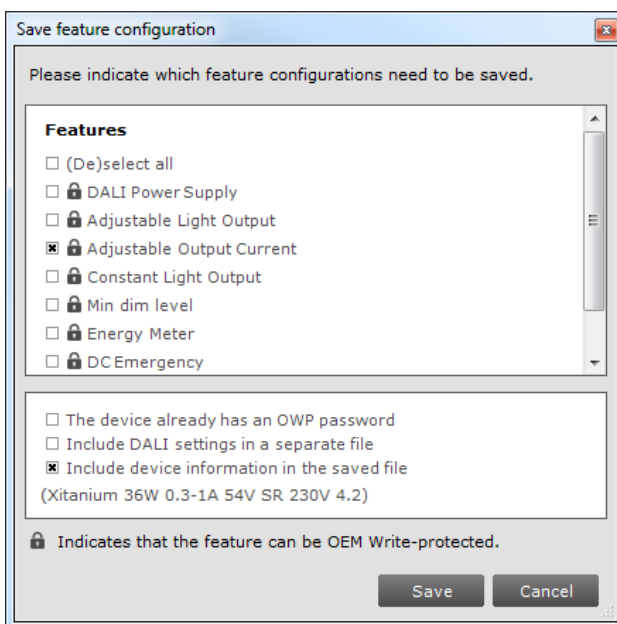 Save feature configuration
Please indicate which feature configurations need to be saved.
Features
(De)select all
DALI Power Supply
Adjustable Light Output
Adjustable Output Current
Constant Light Output
Min dim level
Energy Meter
DC Emergency
The device already has an OWP password
Include DALI settings in a separate file
Include device information in the saved file
(Xitanium 36W 0.3-1A 54V SR 230V 4.2)
Indicates that the feature can be OEM Write-protected.
Save Cancel